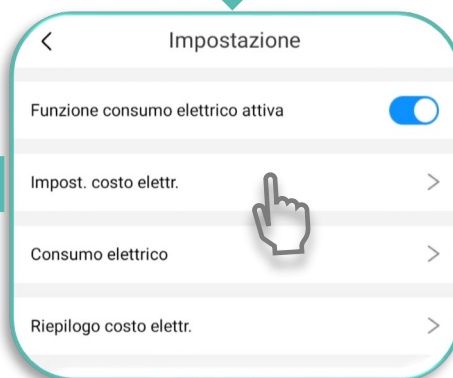 Impostazione
Funzione consumo elettrico attiva
Impost. costo elettr.
Consumo elettrico
Riepilogo costo elettr.